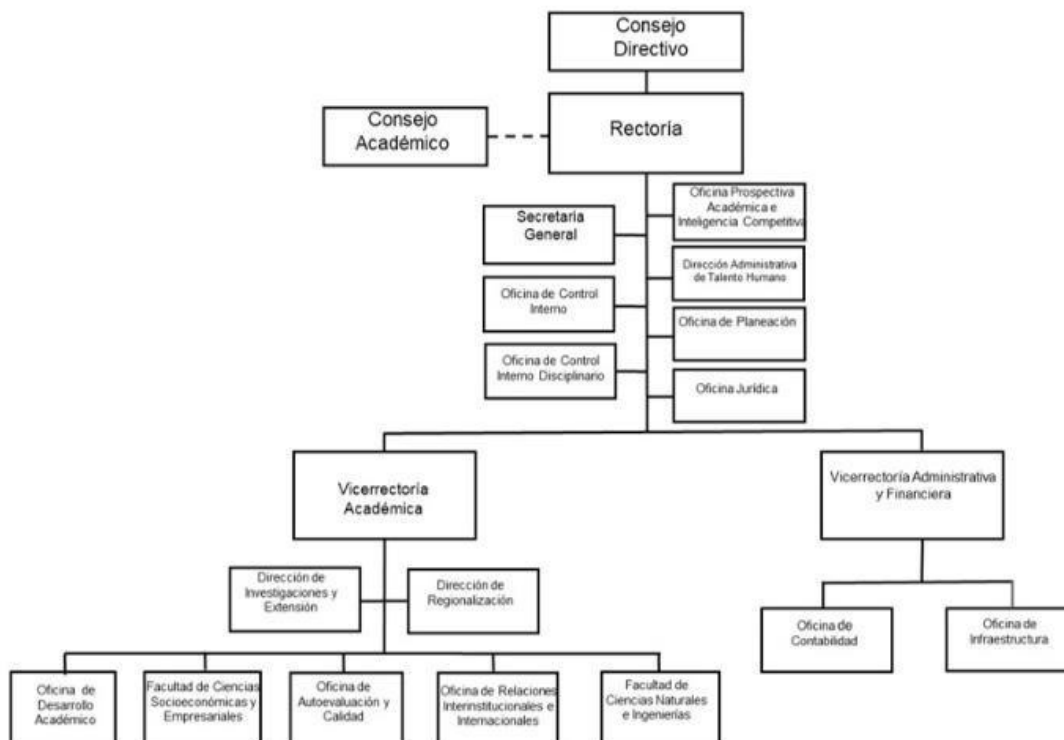 Consejo
Directivo
Consejo
Académico
Rectoría
Oficina Prospectiva
Académica e
Inteligencia Competitiva
Secretaría
General
Dirección Administrativa
de Talento Humano
Oficina de Control
Interno
Oficina de Planeación
Oficina de Control
Interno Disciplinario
Oficina Jurídica
Vicerrectoría
Académica
Vicerrectoría Administrativa
y Financiera
Dirección de
Investigaciones y
Extensión
Dirección de
Regionalización
Oficina de
Contabilidad
Oficina de
Infraestructura
Oficina de
Desarrollo
Académico
Facultad de Ciencias
Socioeconómicas y
Empresariales
Oficina de
Autoevaluación y
Calidad
Oficina de Relaciones
Interinstitucionales e
Internacionales
Facultad de
Ciencias Naturales
e Ingenierías